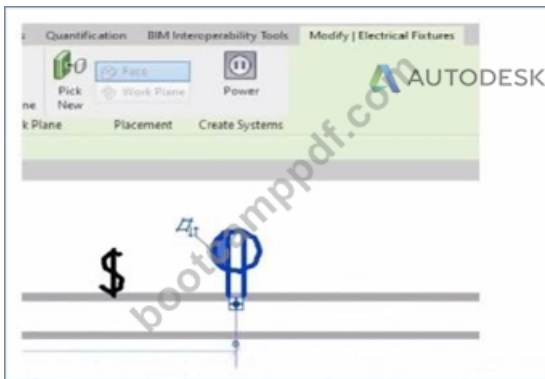 Quantification BIM Interoperability Tools Modify | Electrical Fixtures
Pick New
Face
Work Plane
Power
AUTODESK
Plane Placement Create Systems
$
bootcamppdf.com